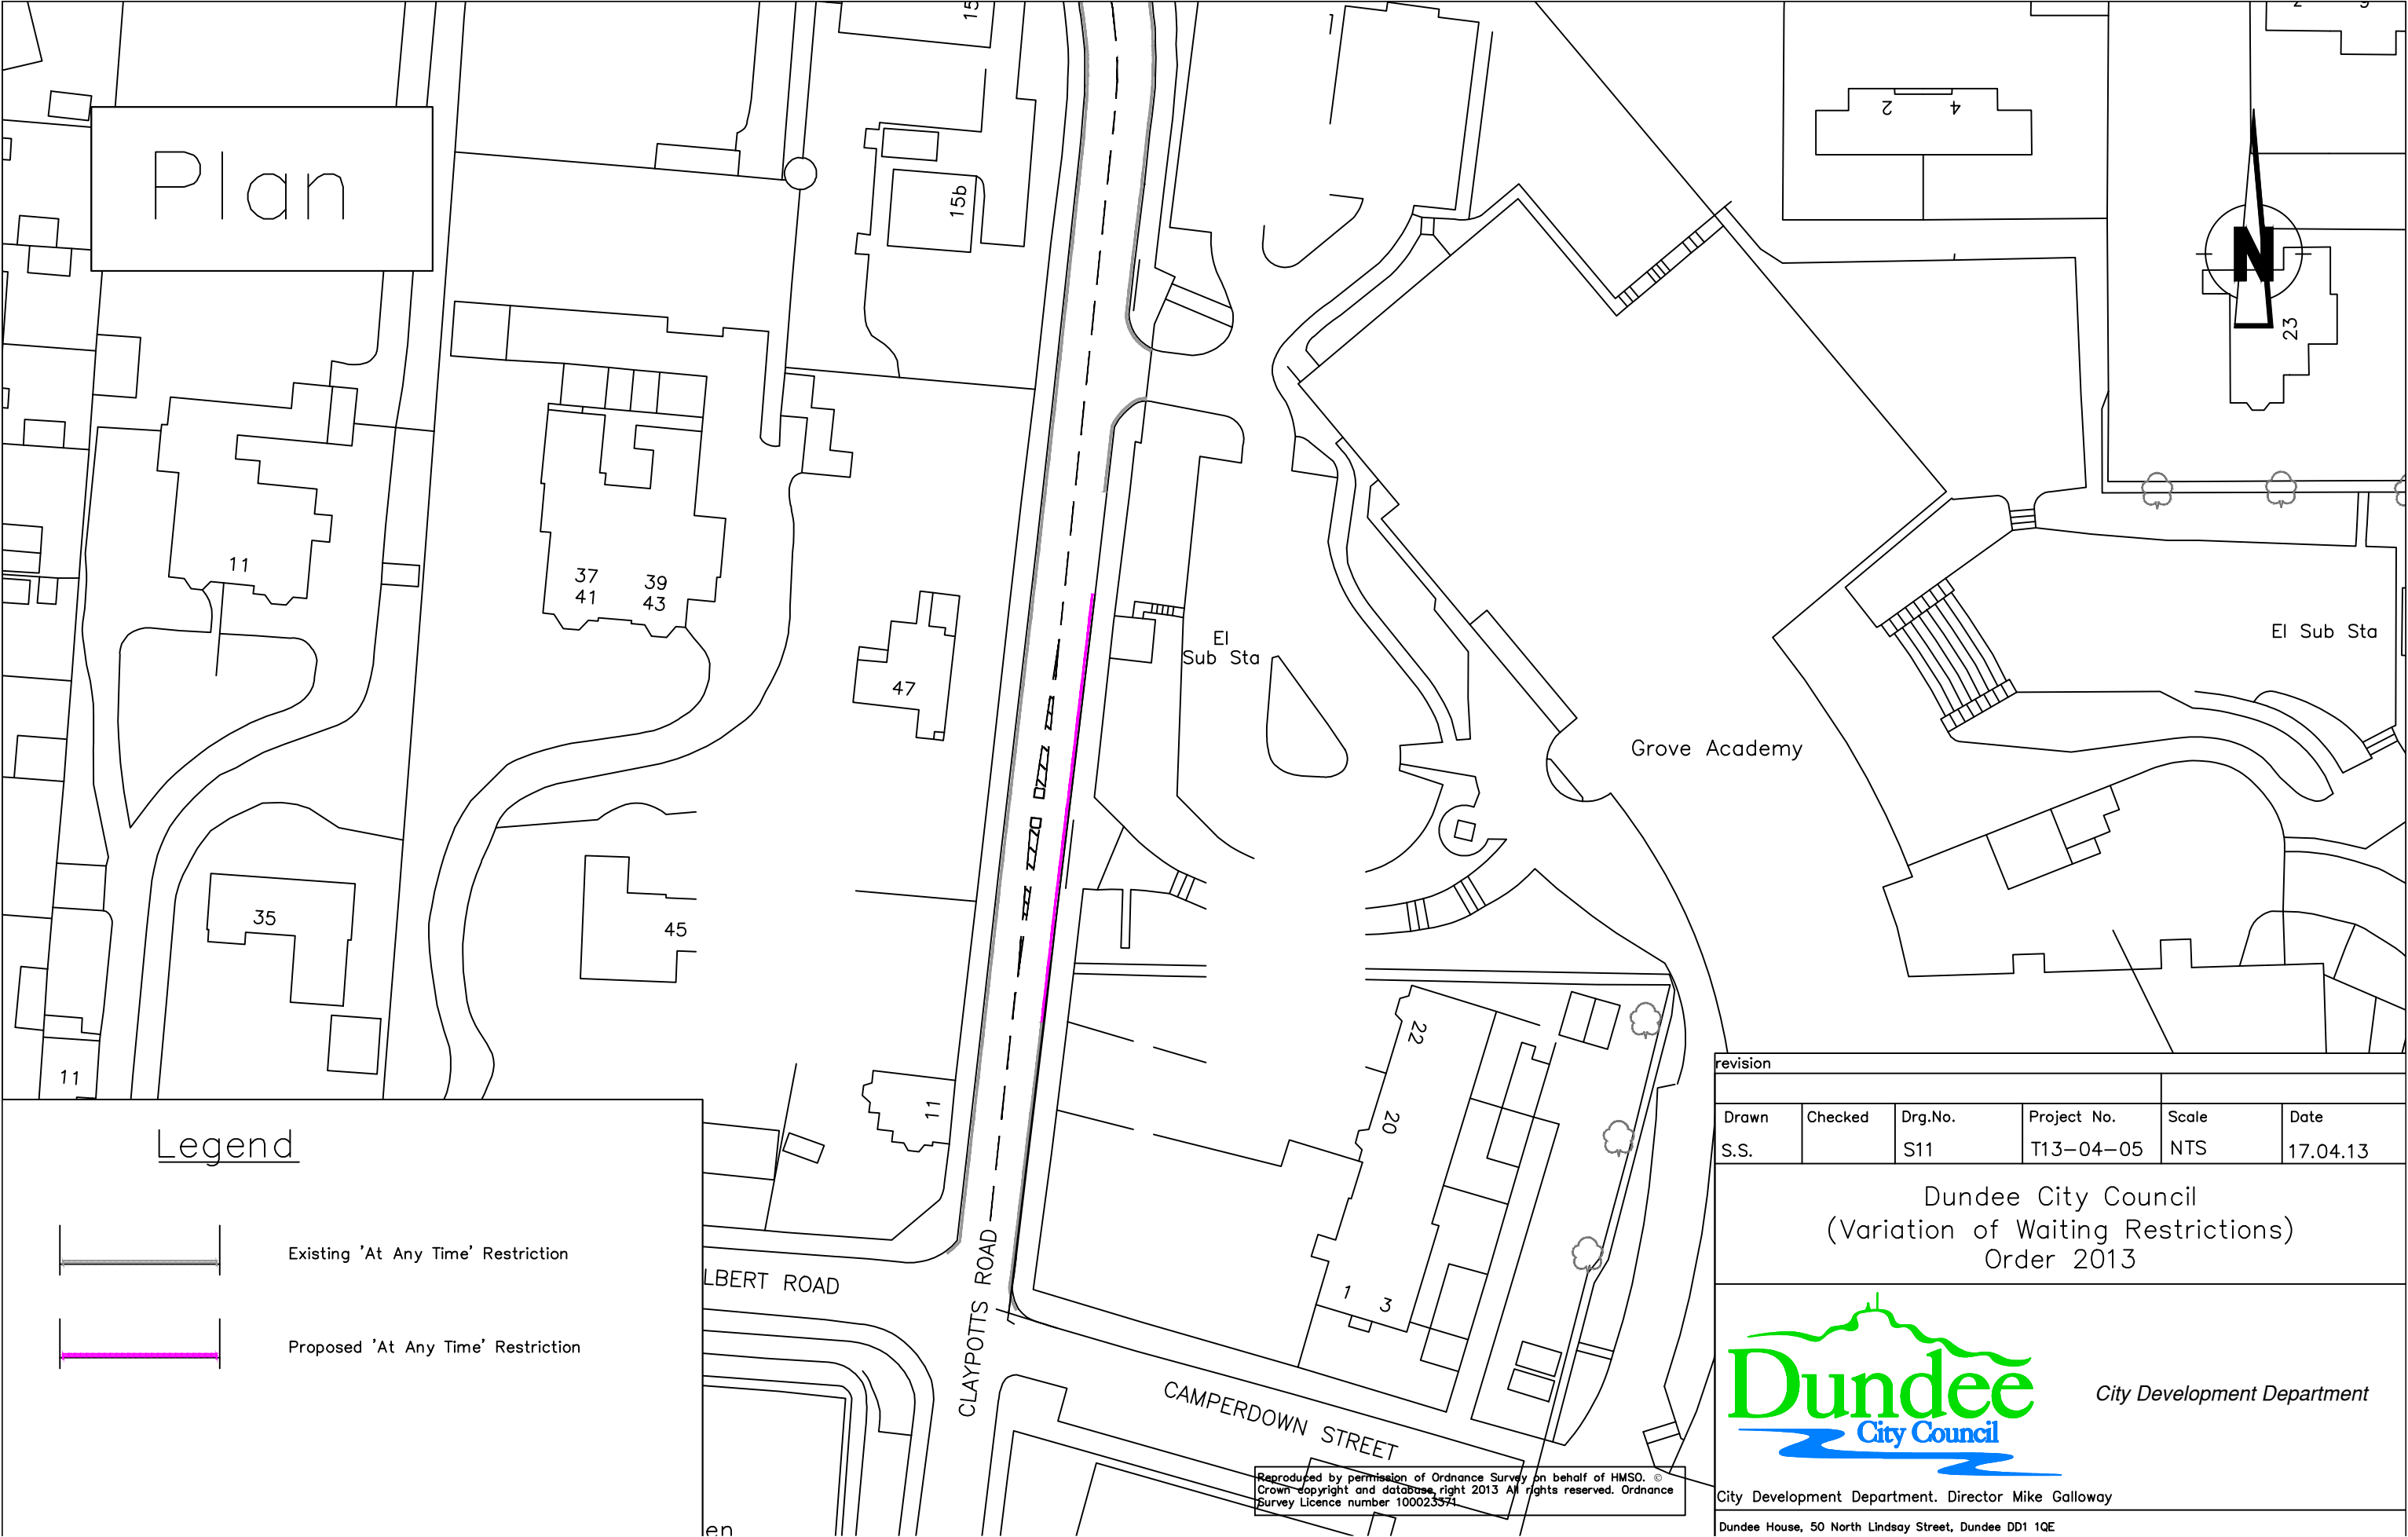 Plan
15b
2 4
N
23
11
37
41
39
43
El
Sub Sta
El Sub Sta
47
Grove Academy
35
45
22
20
11
11
1 3
LBERT ROAD
CLAYPOTTS ROAD
CAMPERDOWN STREET
en
Legend
Existing 'At Any Time' Restriction
Proposed 'At Any Time' Restriction
Reproduced by permission of Ordnance Survey on behalf of HMSO. ©
Crown copyright and database right 2013 All rights reserved. Ordnance
Survey Licence number 100023371
revision
Drawn Checked Drg.No. Project No. Scale Date
S.S. S11 T13-04-05 NTS 17.04.13
Dundee City Council
(Variation of Waiting Restrictions)
Order 2013
Dundee
City Council
City Development Department
City Development Department. Director Mike Galloway
Dundee House, 50 North Lindsay Street, Dundee DD1 1QE